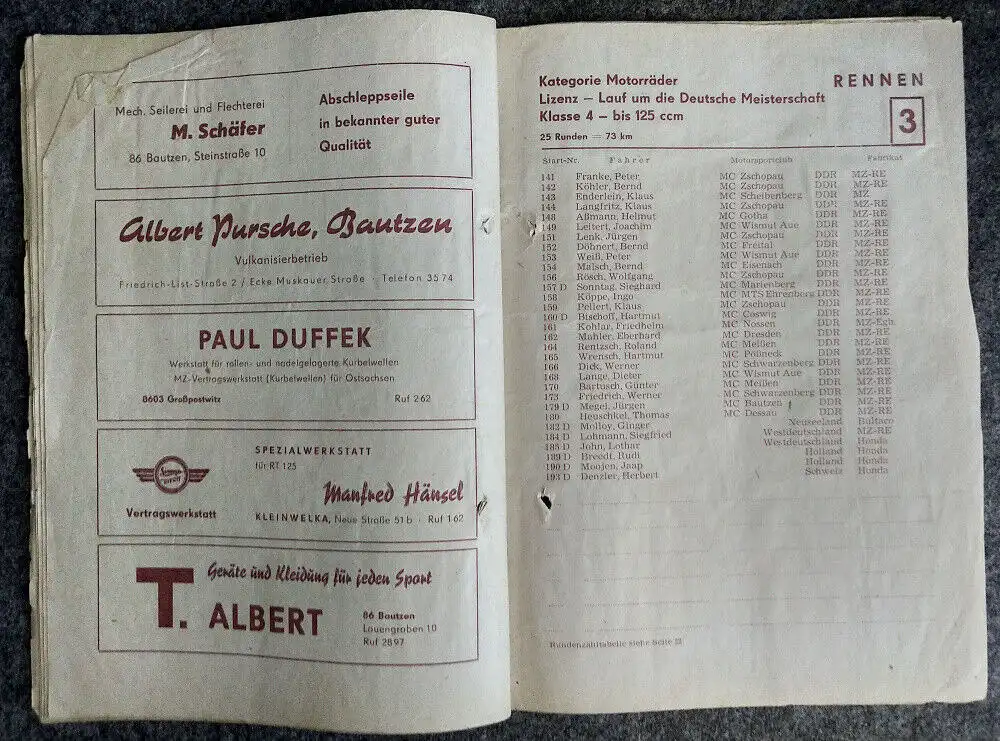 Mech. Seilerei und Flechterei
M. Schäfer
86 Bautzen, Steinstraße 10
Abschleppseile
in bekannter guter
Qualität
Albert Pursche, Bautzen
Vulkanisierbetrieb
Friedrich-List-Straße 2 / Ecke Muskauer Straße · Telefon 35 74
PAUL DUFFEK
Werkstatt für rollen- und nadelgelagerte Kurbelwellen
MZ-Vertragswerkstatt (Kurbelwellen) für Ostsachsen
8603 Großpostwitz Ruf 262
SPEZIALWERKSTATT
für RT 125
Manfred Hänsel
Vertragswerkstatt
KLEINWELKA, Neue Straße 51 b · Ruf 1 62
Geräte und Kleidung für jeden Sport
T. ALBERT
86 Bautzen
Lauengraben 10
Ruf 28 97
Kategorie Motorräder
Lizenz – Lauf um die Deutsche Meisterschaft
Klasse 4 – bis 125 ccm
25 Runden = 73 km
RENNEN
3
Start-Nr. Fahrer Motorsportclub Fabrikat
141 Franke, Peter MC Zschopau DDR MZ-RE
142 Köhler, Bernd MC Zschopau DDR MZ-RE
143 Enderlein, Klaus MC Scheibenberg DDR MZ
144 Langfritz, Klaus MC Zschopau DDR MZ-RE
148 Aßmann, Helmut MC Gotha DDR MZ-RE
149 Leitert, Joachim MC Wismut Aue DDR MZ-RE
151 Lenk, Jürgen MC Zschopau DDR MZ-RE
152 Döhnert, Bernd MC Freital DDR MZ-RE
153 Weiß, Peter MC Wismut Aue DDR MZ-RE
154 Malsch, Bernd MC Eisenach DDR MZ-RE
156 Rösch, Wolfgang MC Zschopau DDR MZ-RE
157 D Sonntag, Sieghard MC Marienberg DDR MZ-RE
158 Köppe, Ingo MC MTS Ehrenberg DDR MZ-RE
159 Pellert, Klaus MC Zschopau DDR MZ-RE
160 D Bischoff, Hartmut MC Coswig DDR MZ-RE
161 Kohlar, Friedhelm MC Nossen DDR MZ-Egb.
162 Mahler, Eberhard MC Dresden DDR MZ-RE
164 Rentzsch, Roland MC Meißen DDR MZ-RE
165 Wrensch, Hartmut MC Pößneck DDR MZ-RE
166 Dick, Werner MC Schwarzenberg DDR MZ-RE
168 Lange, Dieter MC Wismut Aue DDR MZ-RE
170 Bartusch, Günter MC Meißen DDR MZ-RE
173 Friedrich, Werner MC Schwarzenberg DDR MZ-RE
179 D Megel, Jürgen MC Bautzen DDR MZ-RE
180 Heuschkel, Thomas MC Dessau DDR MZ-RE
182 D Molloy, Ginger Neuseeland Bultaco
184 D Lohmann, Siegfried Westdeutschland MZ-RE
185 D John, Lothar Westdeutschland Honda
189 D Breedt, Rudi Holland Honda
190 D Moojen, Jaap Holland Honda
193 D Denzler, Herbert Schweiz Honda
Rundenzähltabelle siehe Seite